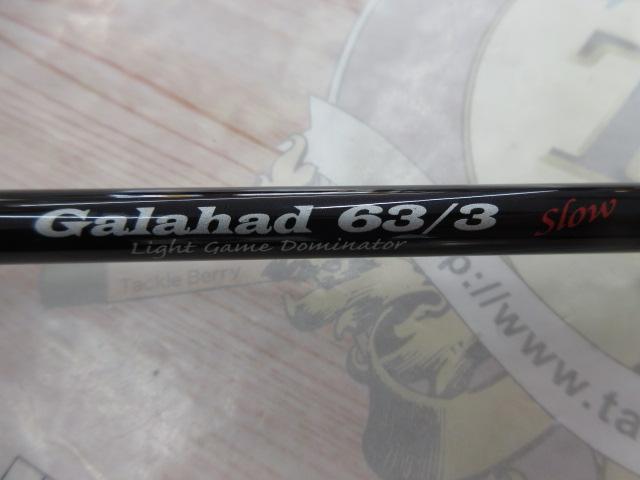 Galahad 63/3 Slow
Light Game Dominator
Tackle Berry
p://www.ta